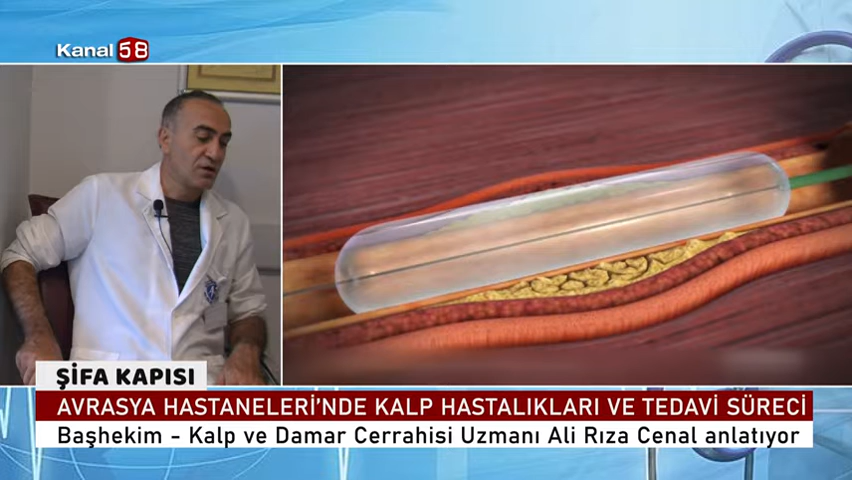 Kanal 58
ŞİFA KAPISI
AVRASYA HASTANELERİ'NDE KALP HASTALIKLARI VE TEDAVİ SÜRECİ
Başhekim - Kalp ve Damar Cerrahisi Uzmanı Ali Rıza Cenal anlatıyor